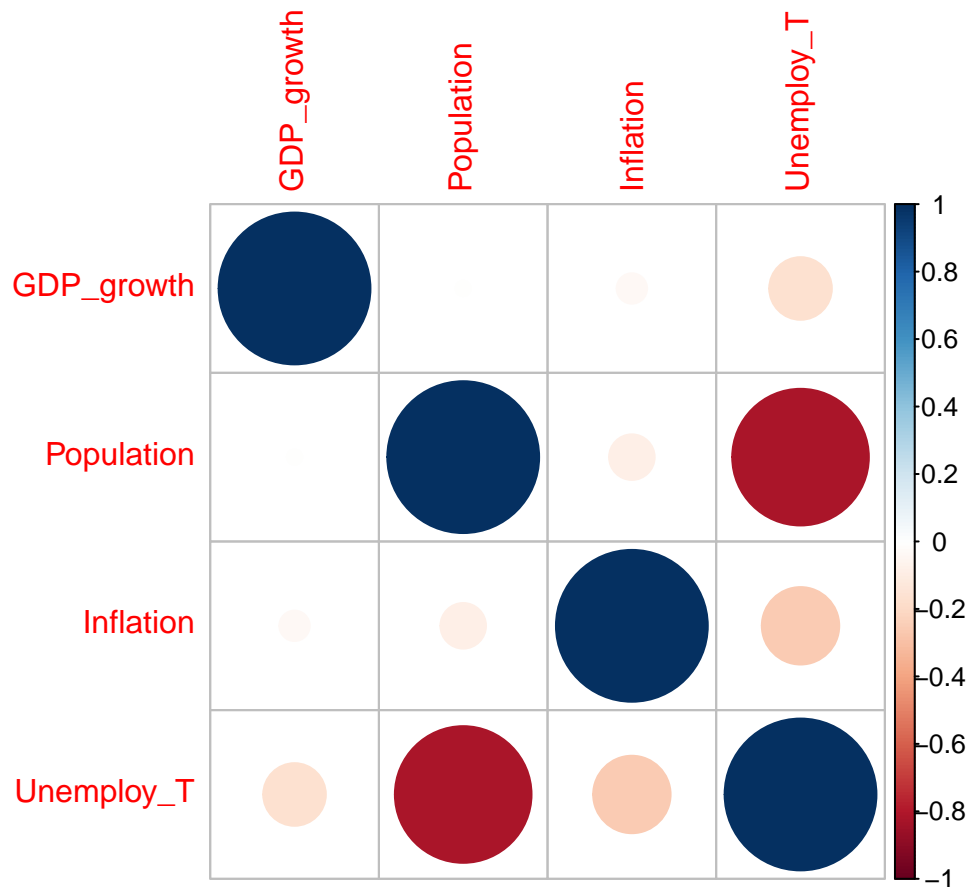 GDP_growth
Population
Inflation
Unemploy_T
GDP_growth
Population
Inflation
Unemploy_T
1
0.8
0.6
0.4
0.2
0
−0.2
−0.4
−0.6
−0.8
−1